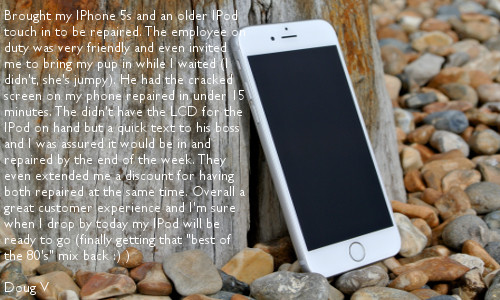 Brought my IPhone 5s and an older IPod
touch in to be repaired. The employee on
duty was very friendly and even invited
me to bring my pup in while I waited (I
didn't, she's jumpy). He had the cracked
screen on my phone repaired in under 15
minutes. The didn't have the LCD for the
IPod on hand but a quick text to his boss
and I was assured it would be in and
repaired by the end of the week. They
even extended me a discount for having
both repaired at the same time. Overall a
great customer experience and I'm sure
when I drop by today my IPod will be
ready to go (finally getting that "best of
the 80's" mix back :) )
Doug V